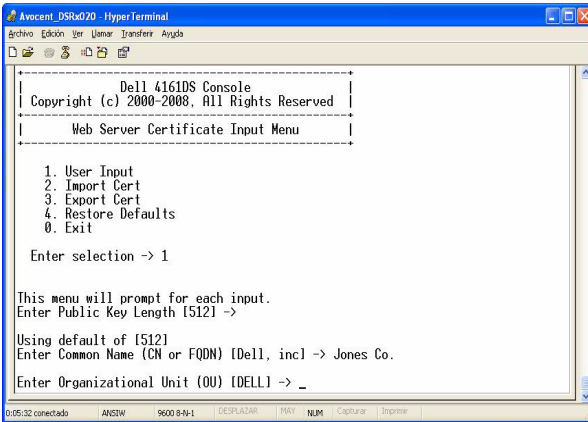 Avocent_DSRx020 - HyperTerminal
Archivo Edición Ver Llamar Transferir Ayuda
Dell 4161DS Console
Copyright (c) 2000-2008, All Rights Reserved
Web Server Certificate Input Menu
1. User Input
2. Import Cert
3. Export Cert
4. Restore Defaults
0. Exit
Enter selection -> 1
This menu will prompt for each input.
Enter Public Key Length [512] ->
Using default of [512]
Enter Common Name (CN or FQDN) [Dell, inc] -> Jones Co.
Enter Organizational Unit (OU) [DELL] -> _
0:05:32 conectado ANSIW 9600 8-N-1 DESPLAZAR MAY NUM Capturar Imprimir